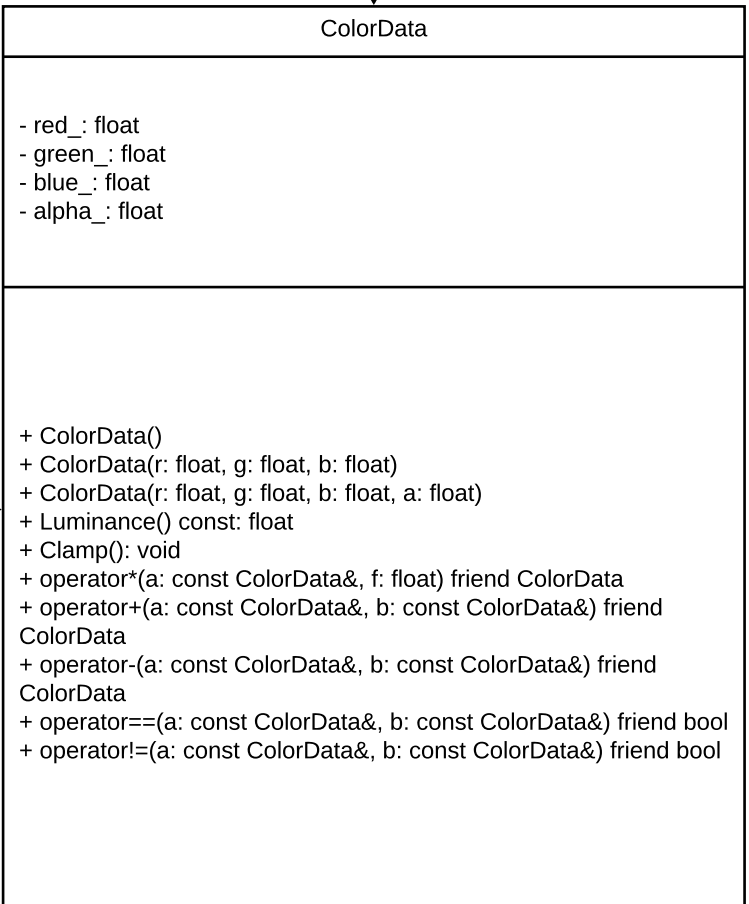 ColorData
- red_: float
- green_: float
- blue_: float
- alpha_: float
+ ColorData()
+ ColorData(r: float, g: float, b: float)
+ ColorData(r: float, g: float, b: float, a: float)
+ Luminance() const: float
+ Clamp(): void
+ operator*(a: const ColorData&, f: float) friend ColorData
+ operator+(a: const ColorData&, b: const ColorData&) friend
ColorData
+ operator-(a: const ColorData&, b: const ColorData&) friend
ColorData
+ operator==(a: const ColorData&, b: const ColorData&) friend bool
+ operator!=(a: const ColorData&, b: const ColorData&) friend bool